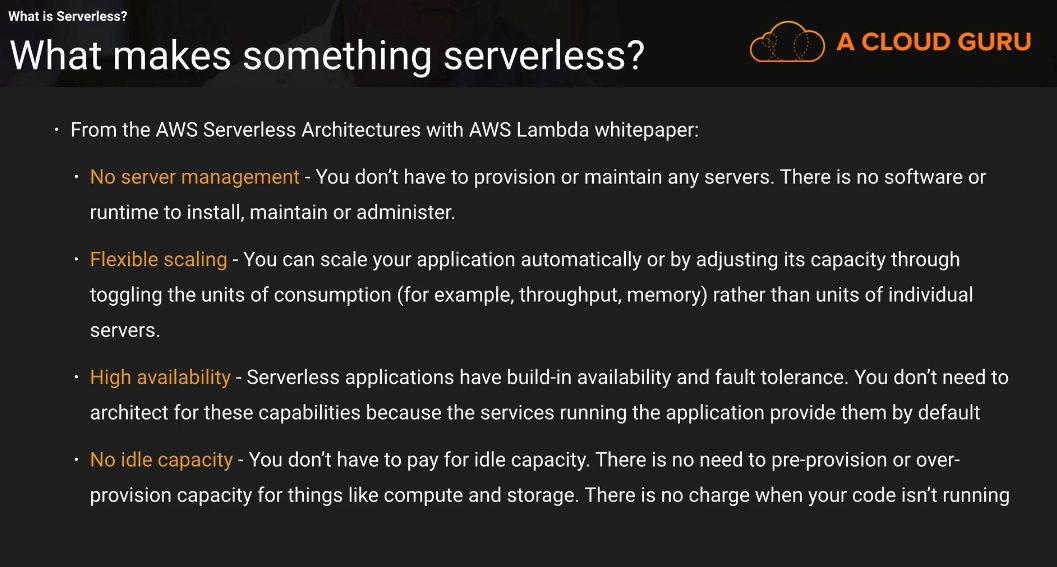 What is Serverless?
What makes something serverless?
A CLOUD GURU
· From the AWS Serverless Architectures with AWS Lambda whitepaper:
· No server management - You don’t have to provision or maintain any servers. There is no software or
runtime to install, maintain or administer.
· Flexible scaling - You can scale your application automatically or by adjusting its capacity through
toggling the units of consumption (for example, throughput, memory) rather than units of individual
servers.
· High availability - Serverless applications have build-in availability and fault tolerance. You don’t need to
architect for these capabilities because the services running the application provide them by default
· No idle capacity - You don’t have to pay for idle capacity. There is no need to pre-provision or over-
provision capacity for things like compute and storage. There is no charge when your code isn’t running